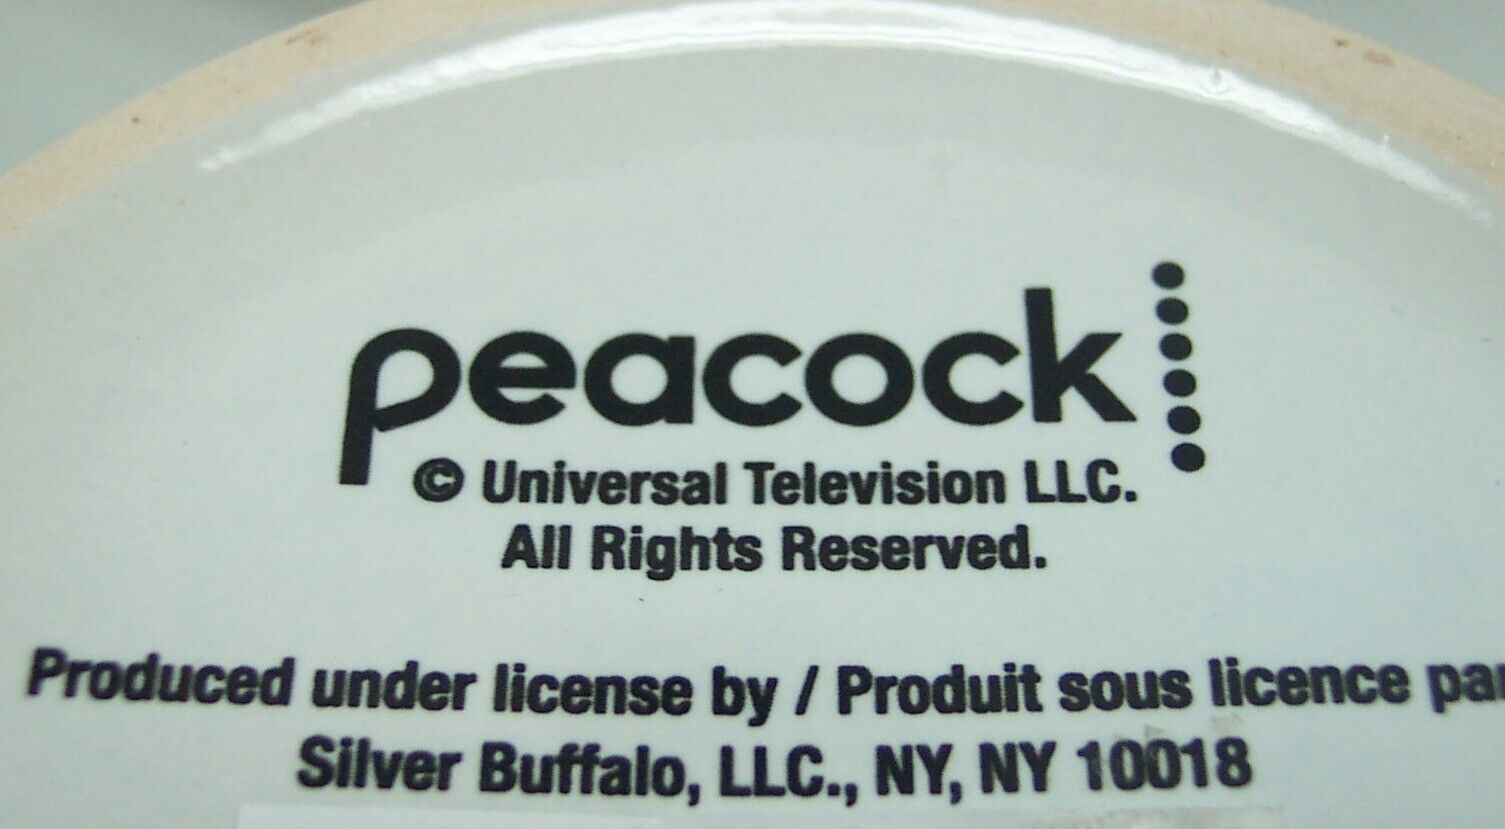 peacock
© Universal Television LLC.
All Rights Reserved.
Produced under license by / Produit sous licence par
Silver Buffalo, LLC., NY, NY 10018